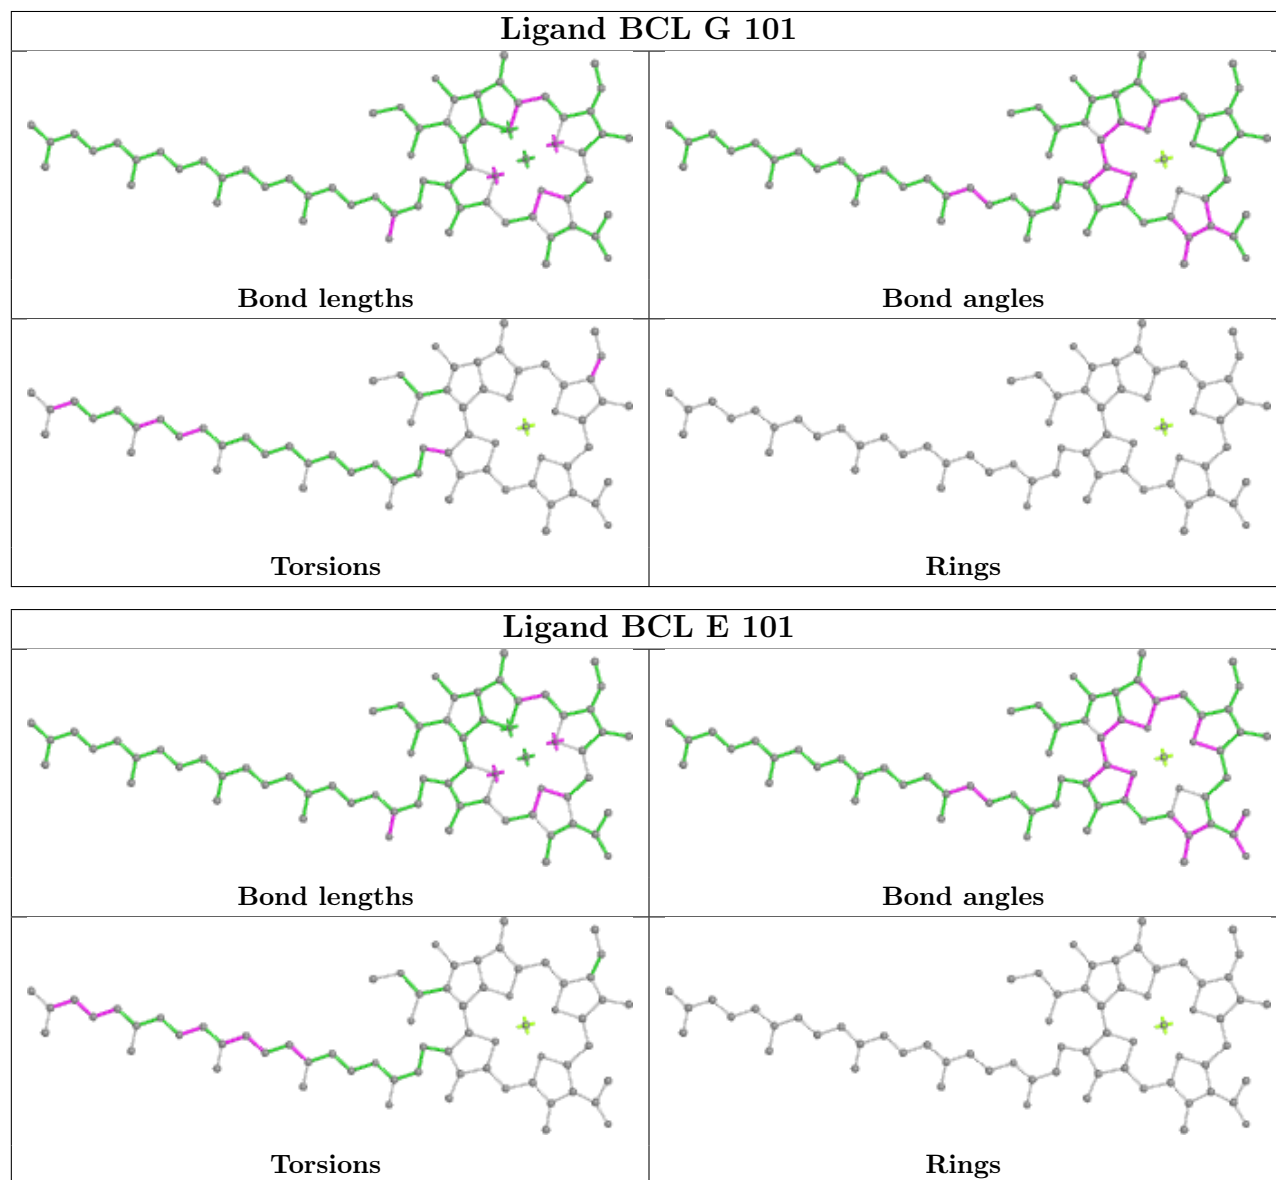 Ligand BCL G 101
Bond lengths
Bond angles
Torsions
Rings
Ligand BCL E 101
Bond lengths
Bond angles
Torsions
Rings